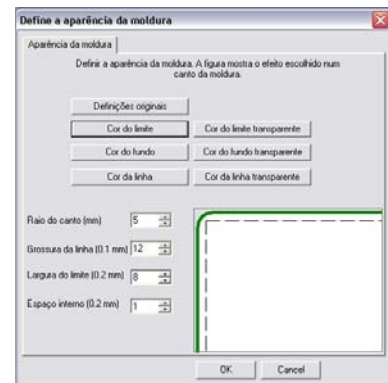 Define a aparência da moldura
Aparência da moldura
Definir a aparência da moldura. A figura mostra o efeito escolhido num
canto da moldura.
Definições originais
Cor do limite
Cor do limite transparente
Cor do fundo
Cor do fundo transparente
Cor da linha
Cor da linha transparente
Raio do canto (mm) 5
Grossura da linha (0.1 mm) 12
Largura do limite (0.2 mm) 8
Espaço interno (0.2 mm) 1
OK
Cancel